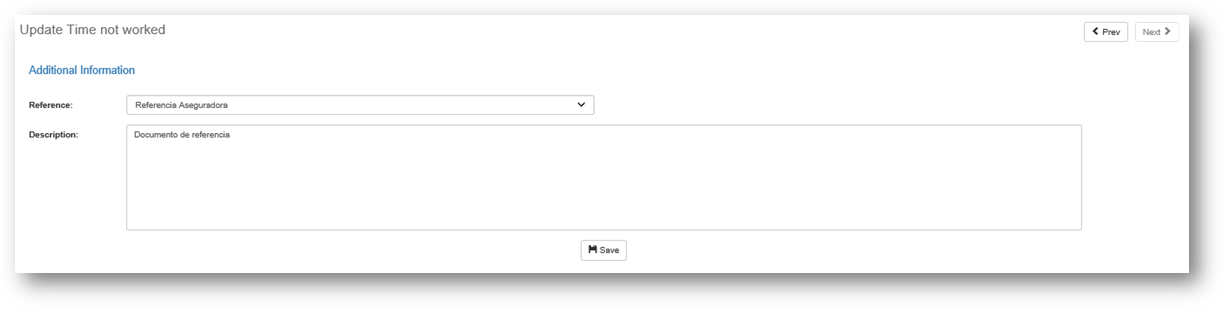 Update Time not worked
Prev Next
Additional Information
Reference: Referencia Aseguradora
Description: Documento de referencia
Save